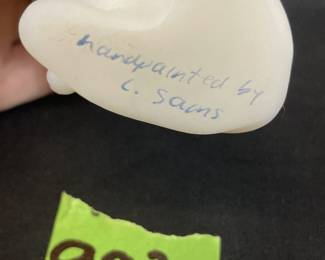 handpainted by
C. Sams